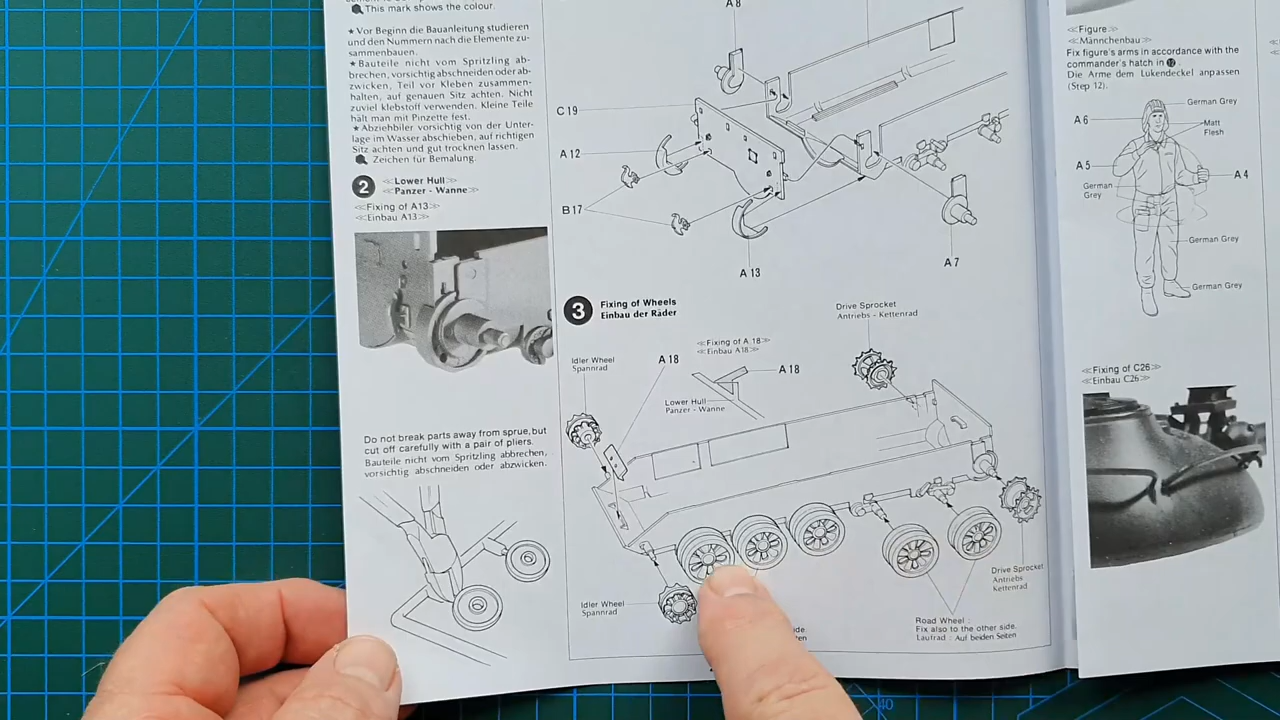 This mark shows the colour.
★Vor Beginn die Bauanleitung studieren
und den Nummern nach die Elemente zu-
sammenbauen.
★Bauteile nicht vom Spritzling ab-
brechen, vorsichtig abschneiden oder ab-
zwicken, Teil vor Kleben zusammen-
halten, auf genauen Sitz achten. Nicht
zuviel klebstoff verwenden. Kleine Teile
hält man mit Pinzette fest.
★Abziehbiler vorsichtig von der Unter-
lage im Wasser abschieben, auf richtigen
Sitz achten und gut trocknen lassen.
Zeichen für Bemalung.
2
≪Lower Hull≫
≪Panzer-Wanne≫
≪Fixing of A13≫
≪Einbau A13≫
Do not break parts away from sprue, but
cut off carefully with a pair of pliers.
Bauteile nicht vom Spritzling abbrechen,
vorsichtig abschneiden oder abzwicken.
A8
C19
A12
B17
A13
A7
3
Fixing of Wheels
Einbau der Räder
Drive Sprocket
Antriebs-Kettenrad
Idler Wheel
Spannrad
A18
≪Fixing of A 18≫
≪Einbau A18≫
A18
Lower Hull
Panzer-Wanne
Idler Wheel
Spannrad
Drive Sprocket
Antriebs
Kettenrad
Road Wheel:
Fix also to the other side.
Laufrad: Auf beiden Seiten
≪Figure≫
≪Männchenbau≫
Fix figure's arms in accordance with the
commander's hatch in 12.
Die Arme dem Lukendeckel anpassen
(Step 12).
German Grey
A6
Matt
Flesh
A5
A4
German
Grey
German Grey
German Grey
≪Fixing of C26≫
≪Einbau C26≫
40